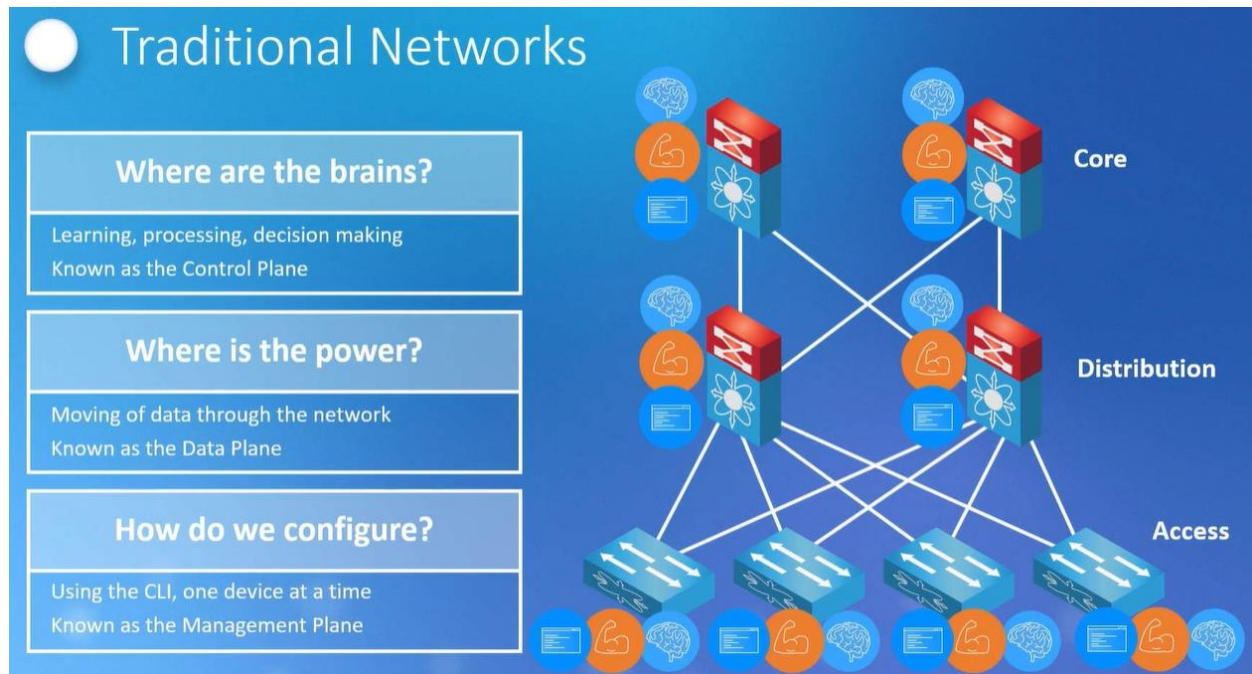 Traditional Networks
Where are the brains?
Learning, processing, decision making
Known as the Control Plane
Where is the power?
Moving of data through the network
Known as the Data Plane
How do we configure?
Using the CLI, one device at a time
Known as the Management Plane
Core
Distribution
Access